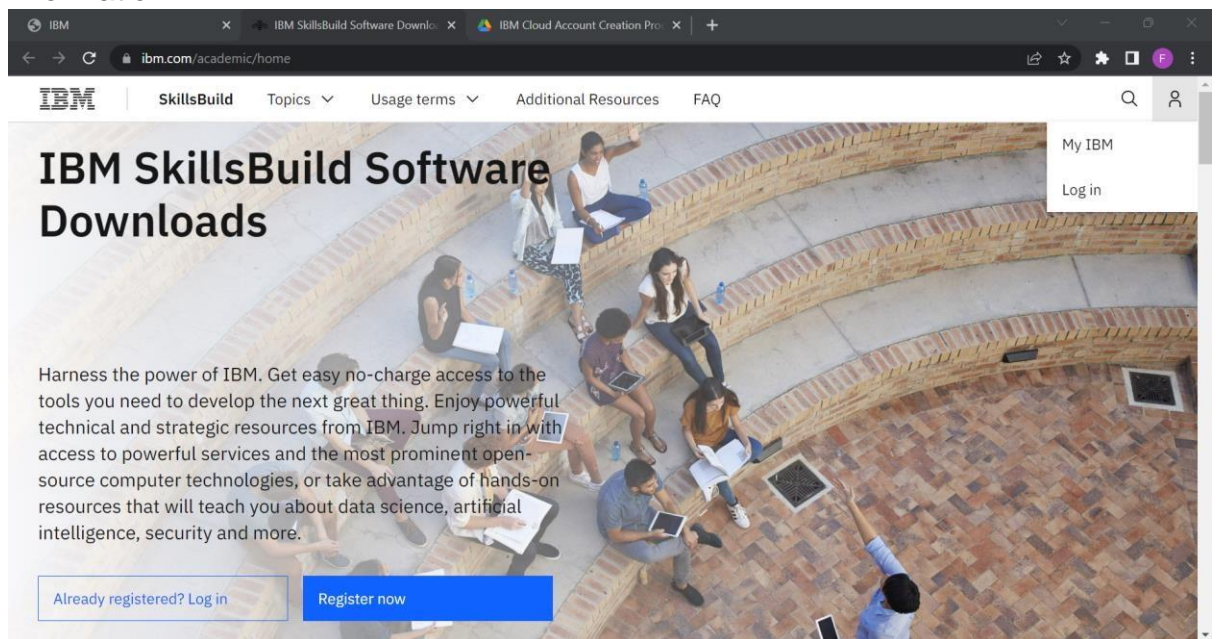 IBM
IBM SkillsBuild Software Downlo
IBM Cloud Account Creation Pro
ibm.com/academic/home
F
IBM
SkillsBuild
Topics
Usage terms
Additional Resources
FAQ
My IBM
Log in
IBM SkillsBuild Software
Downloads
Harness the power of IBM. Get easy no-charge access to the
tools you need to develop the next great thing. Enjoy powerful
technical and strategic resources from IBM. Jump right in with
access to powerful services and the most prominent open-
source computer technologies, or take advantage of hands-on
resources that will teach you about data science, artificial
intelligence, security and more.
Already registered? Log in
Register now